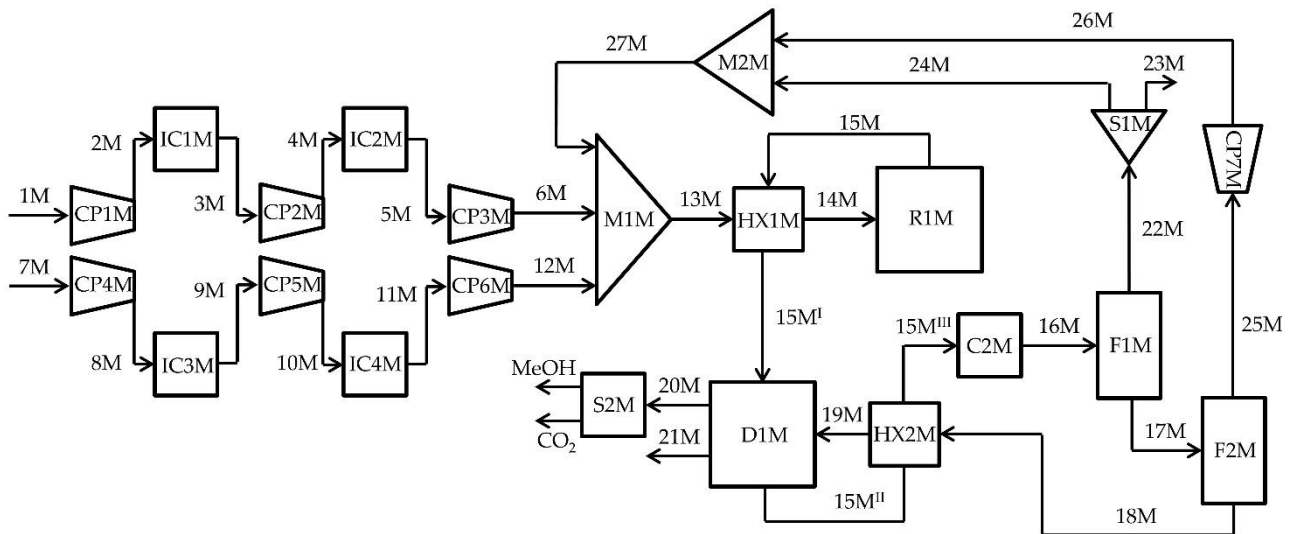 26M
27M
M2M
24M
23M
S1M
CP7M
2M
IC1M
4M
IC2M
15M
1M
CP1M
3M
CP2M
5M
CP3M
6M
M1M
13M
HX1M
14M
R1M
22M
7M
CP4M
9M
CP5M
11M
CP6M
12M
8M
IC3M
10M
IC4M
15Mᴵ
15Mᴵᴵᴵ
C2M
16M
F1M
25M
MeOH
S2M
20M
CO₂
21M
D1M
19M
HX2M
17M
F2M
15Mᴵᴵ
18M